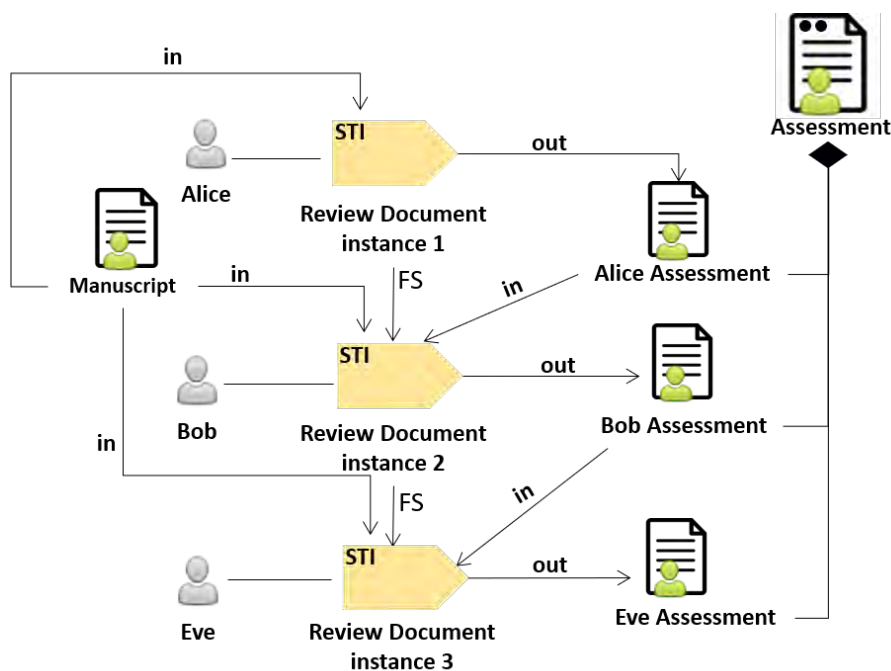 in
Assessment
STI
out
Alice
Review Document
instance 1
Alice Assessment
Manuscript
in
FS
in
STI
out
Bob
Review Document
instance 2
Bob Assessment
in
FS
in
STI
out
Eve
Review Document
instance 3
Eve Assessment